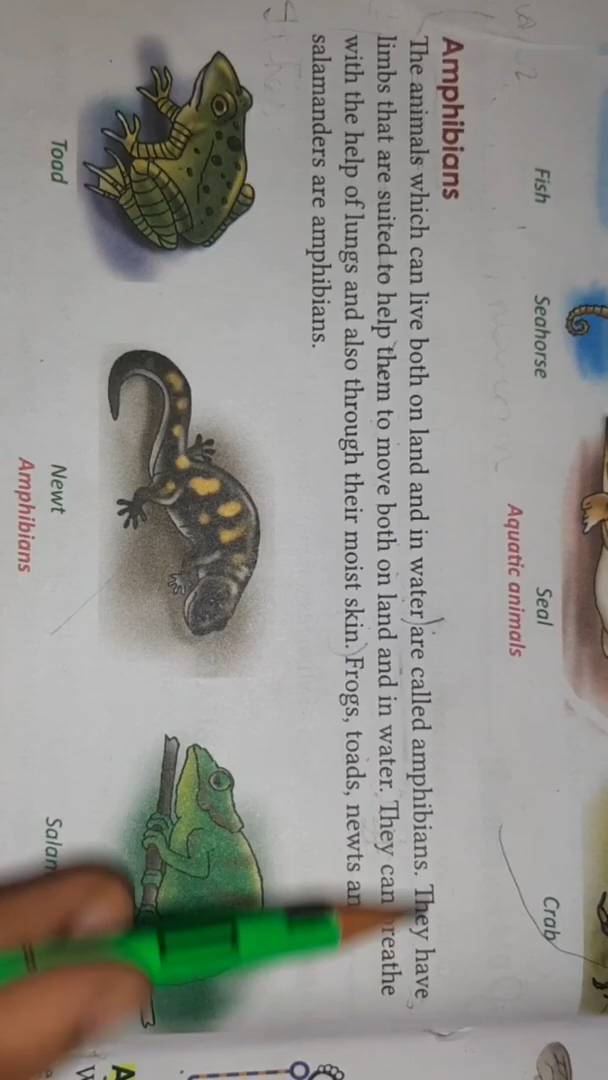 Fish Seahorse Seal Crab
Aquatic animals
Amphibians
The animals which can live both on land and in water are called amphibians. They have
limbs that are suited to help them to move both on land and in water. They can breathe
with the help of lungs and also through their moist skin. Frogs, toads, newts
salamanders are amphibians.
Toad Newt
Amphibians